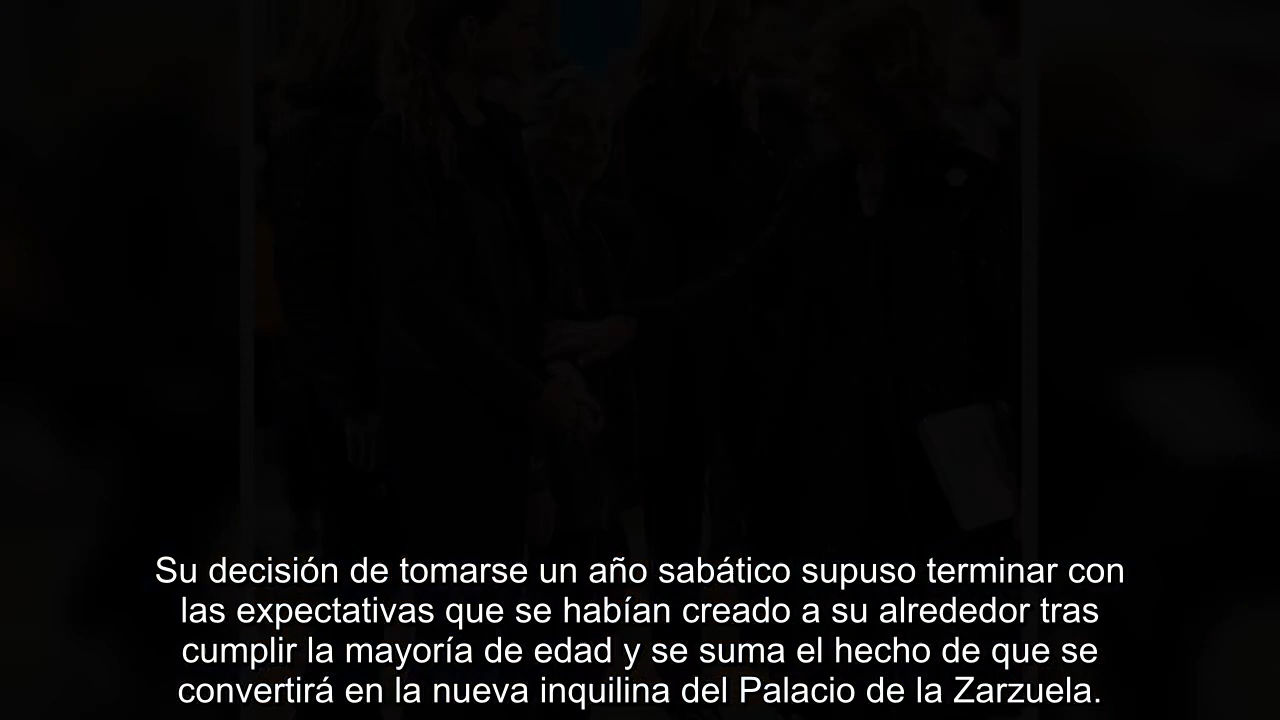 Su decisión de tomarse un año sabático supuso terminar con
las expectativas que se habían creado a su alrededor tras
cumplir la mayoría de edad y se suma el hecho de que se
convertirá en la nueva inquilina del Palacio de la Zarzuela.